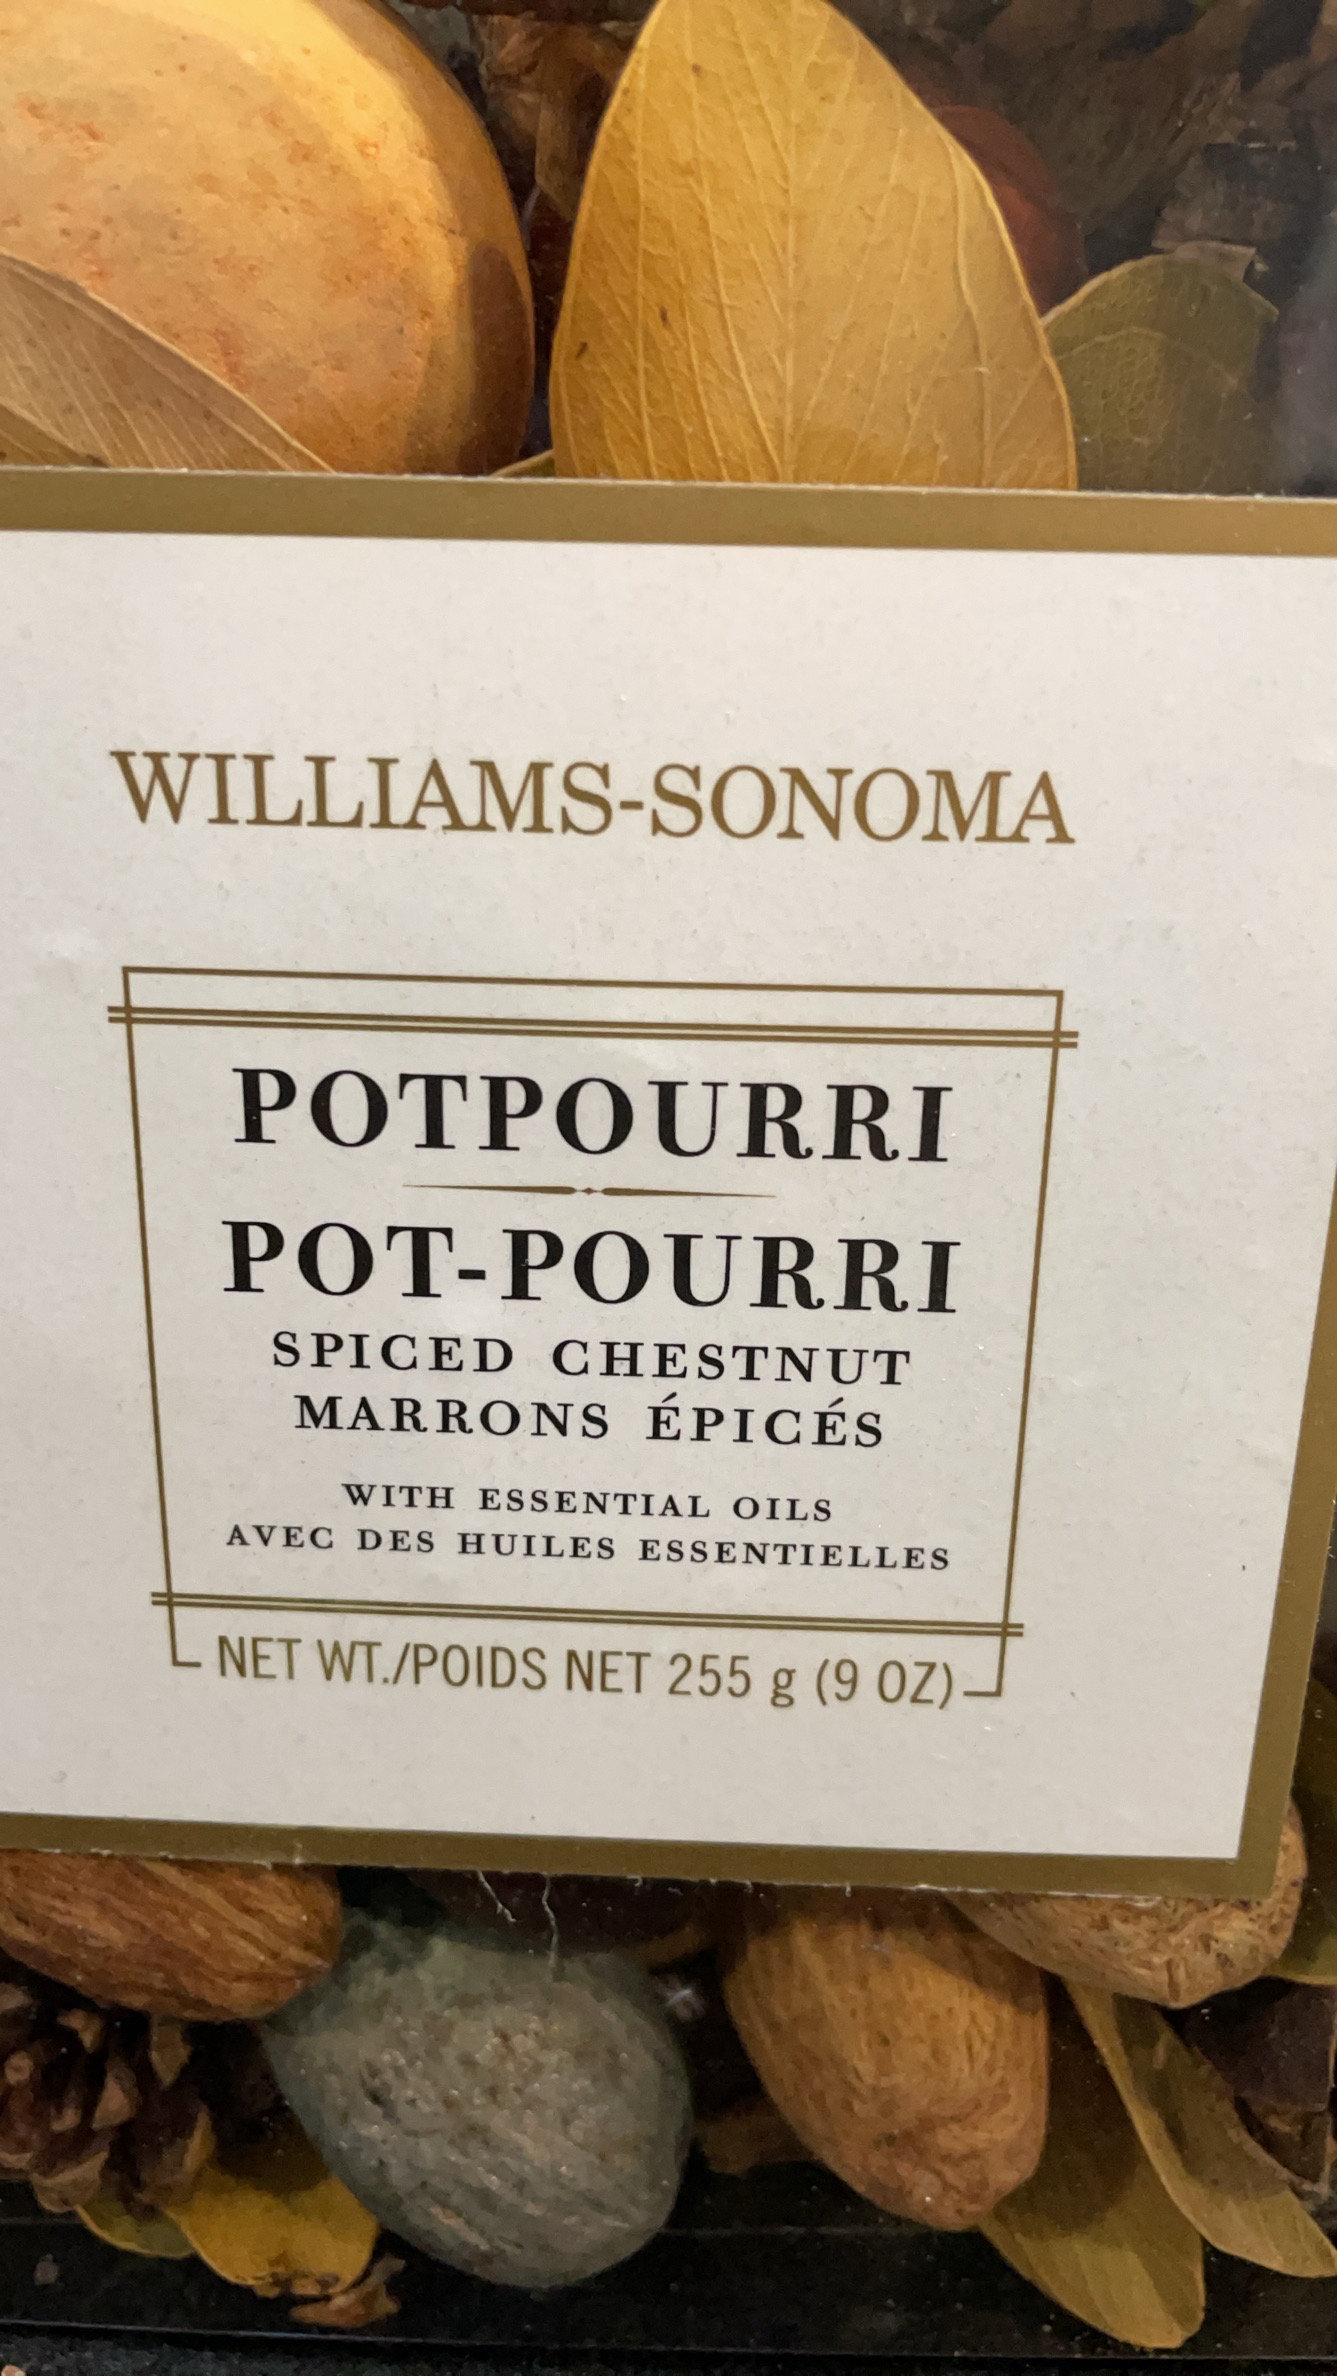 WILLIAMS-SONOMA
POTPOURRI
POT-POURRI
SPICED CHESTNUT
MARRONS ÉPICÉS
WITH ESSENTIAL OILS
AVEC DES HUILES ESSENTIELLES
NET WT./POIDS NET 255 g (9 OZ)